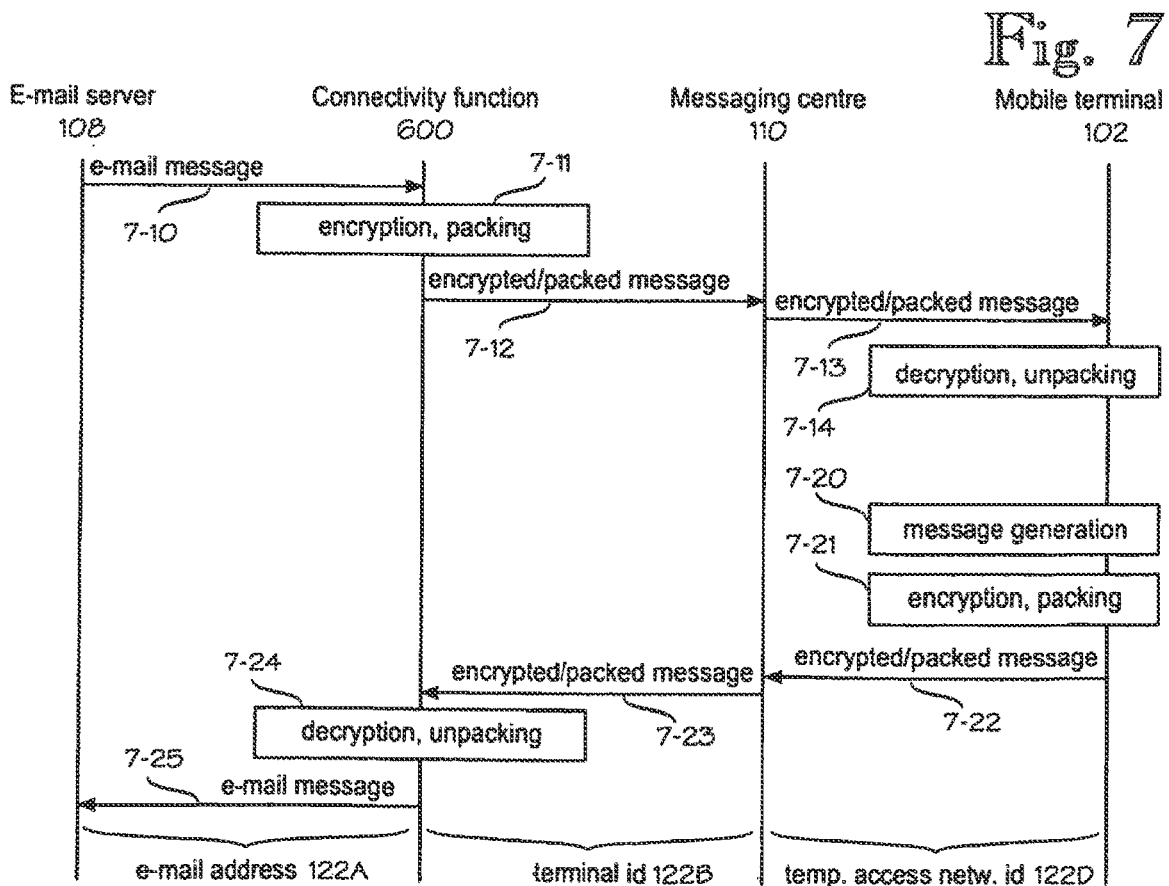 Fig. 7
E-mail server
108
Connectivity function
600
Messaging centre
110
Mobile terminal
102
e-mail message
7-10
7-11
encryption, packing
encrypted/packed message
7-12
encrypted/packed message
7-13
decryption, unpacking
7-14
7-20
message generation
7-21
encryption, packing
encrypted/packed message
7-22
encrypted/packed message
7-23
7-24
decryption, unpacking
7-25
e-mail message
e-mail address 122A
terminal id 122B
temp. access netw. id 122D